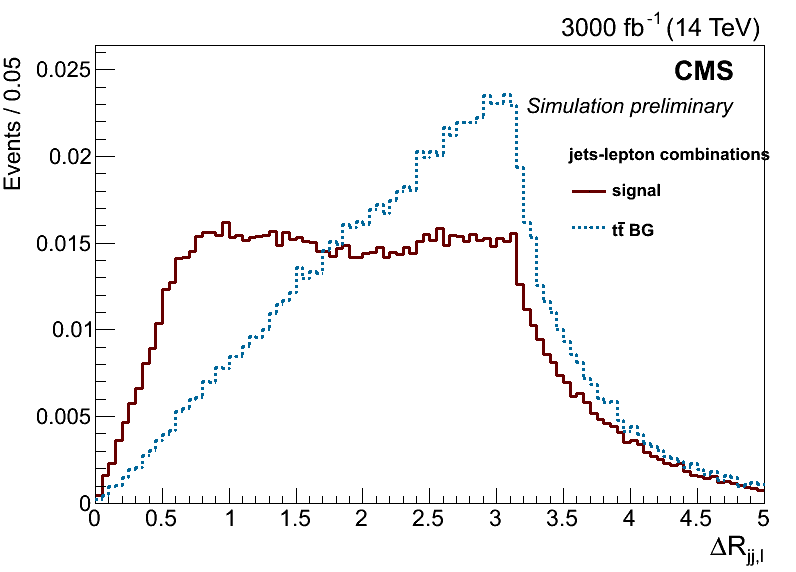 3000 fb-1 (14 TeV)
Events / 0.05
0.025
0.02
0.015
0.01
0.005
0
CMS
Simulation preliminary
jets-lepton combinations
signal
tt̄ BG
0 0.5 1 1.5 2 2.5 3 3.5 4 4.5 5
ΔRjj,l